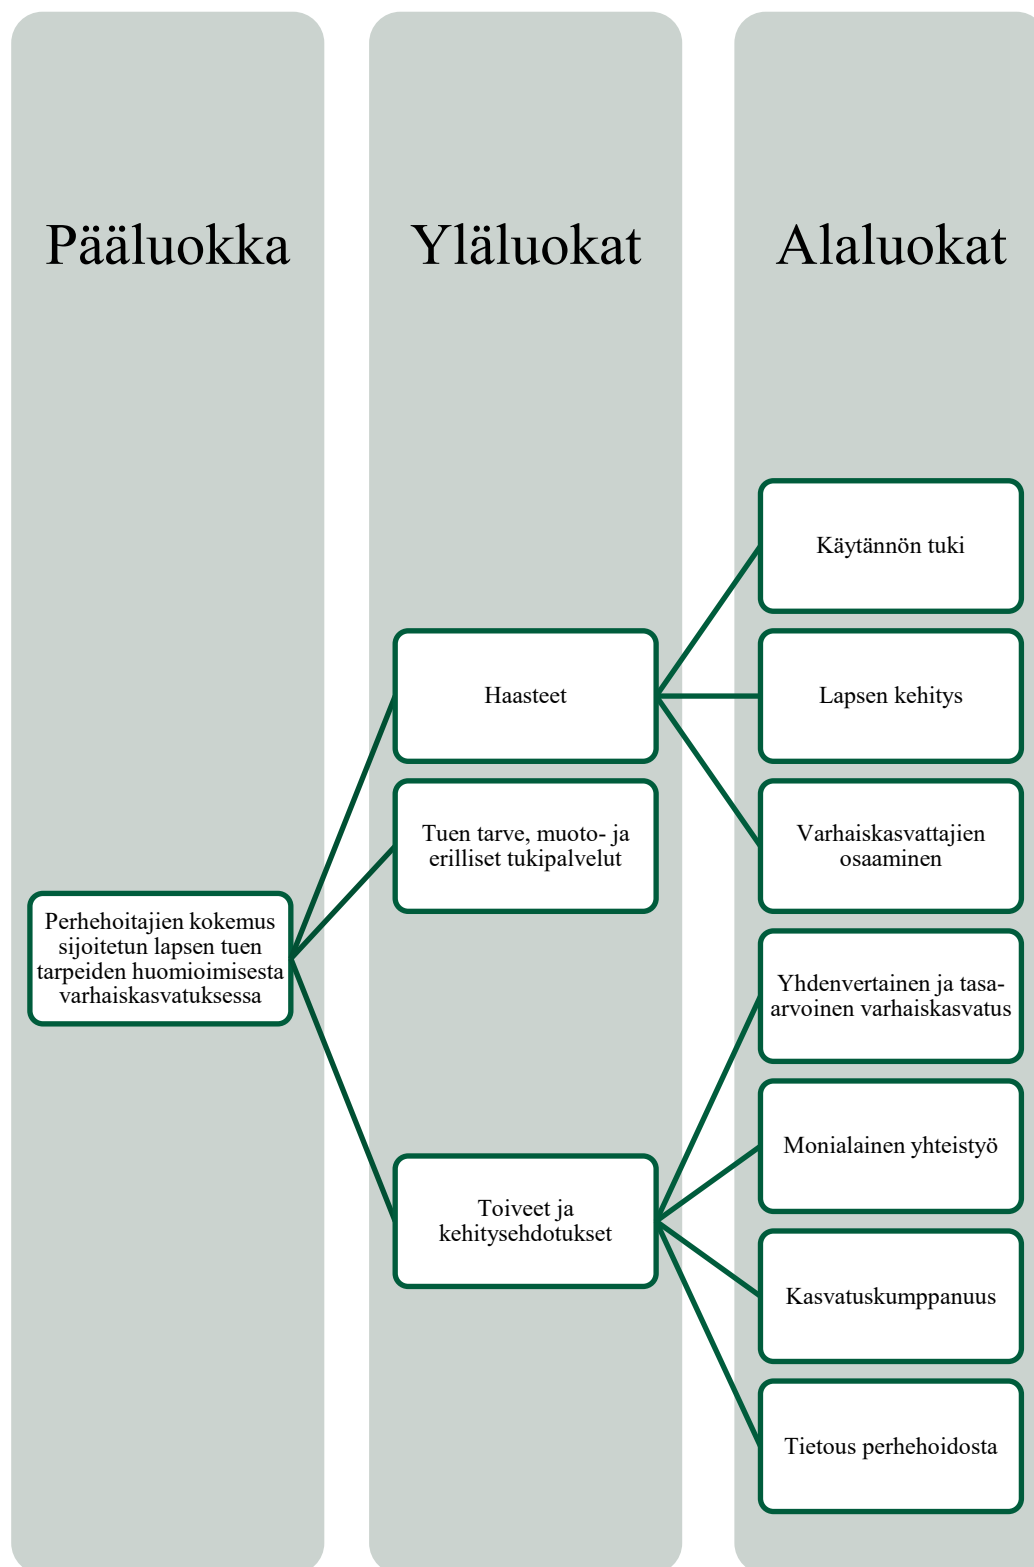 Pääluokka
Yläluokat
Alaluokat
Perhehoitajien kokemus
sijoitetun lapsen tuen
tarpeiden huomioimisesta
varhaiskasvatuksessa
Haasteet
Tuen tarve, muoto- ja
erilliset tukipalvelut
Toiveet ja
kehitysehdotukset
Käytännön tuki
Lapsen kehitys
Varhaiskasvattajien
osaaminen
Yhdenvertainen ja tasa-
arvoinen varhaiskasvatus
Monialainen yhteistyö
Kasvatuskumppanuus
Tietous perhehoidosta